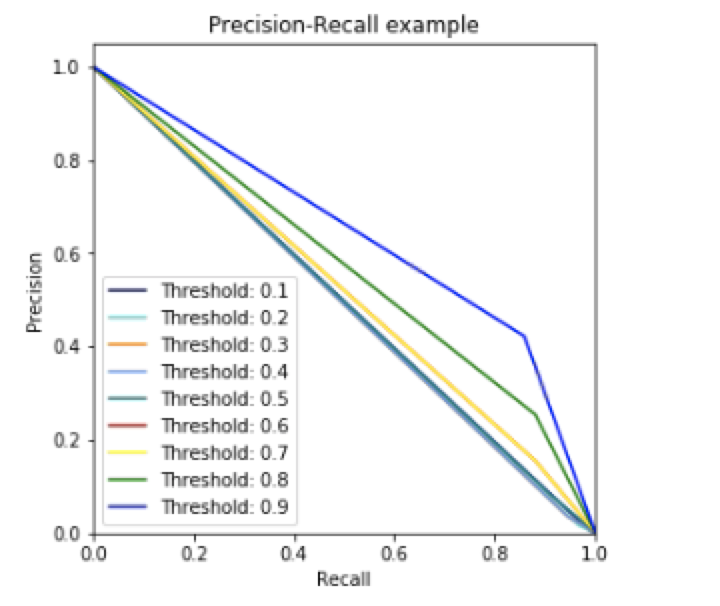 Precision-Recall example
Precision
1.0
0.8
0.6
0.4
0.2
0.0
Threshold: 0.1
Threshold: 0.2
Threshold: 0.3
Threshold: 0.4
Threshold: 0.5
Threshold: 0.6
Threshold: 0.7
Threshold: 0.8
Threshold: 0.9
0.0 0.2 0.4 0.6 0.8 1.0
Recall